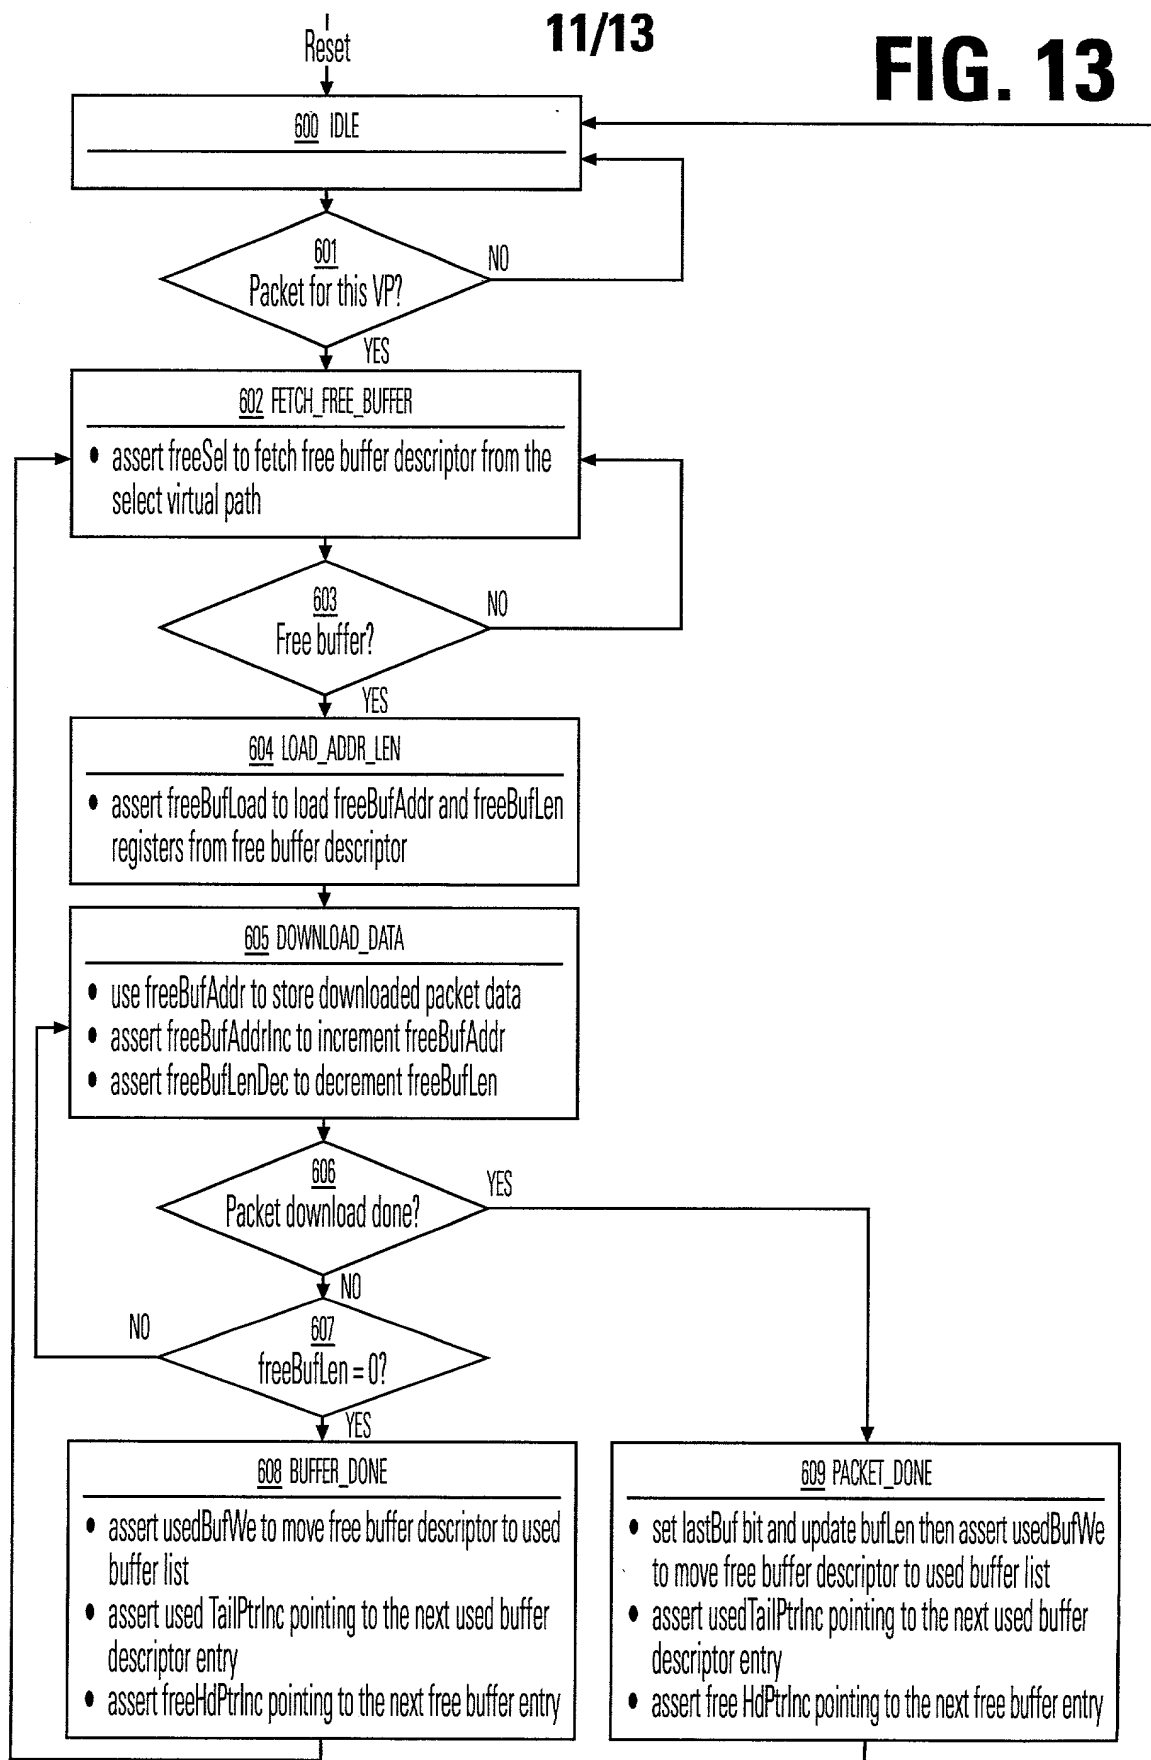 11/13
FIG. 13
Reset
600 IDLE
601
Packet for this VP?
NO
YES
602 FETCH_FREE_BUFFER
• assert freeSel to fetch free buffer descriptor from the
select virtual path
603
Free buffer?
NO
YES
604 LOAD_ADDR_LEN
• assert freeBufLoad to load freeBufAddr and freeBufLen
registers from free buffer descriptor
605 DOWNLOAD_DATA
• use freeBufAddr to store downloaded packet data
• assert freeBufAddrInc to increment freeBufAddr
• assert freeBufLenDec to decrement freeBufLen
606
Packet download done?
YES
NO
607
freeBufLen = 0?
NO
YES
608 BUFFER_DONE
• assert usedBufWe to move free buffer descriptor to used
buffer list
• assert used TailPtrInc pointing to the next used buffer
descriptor entry
• assert freeHdPtrInc pointing to the next free buffer entry
609 PACKET_DONE
• set lastBuf bit and update bufLen then assert usedBufWe
to move free buffer descriptor to used buffer list
• assert usedTailPtrInc pointing to the next used buffer
descriptor entry
• assert free HdPtrInc pointing to the next free buffer entry